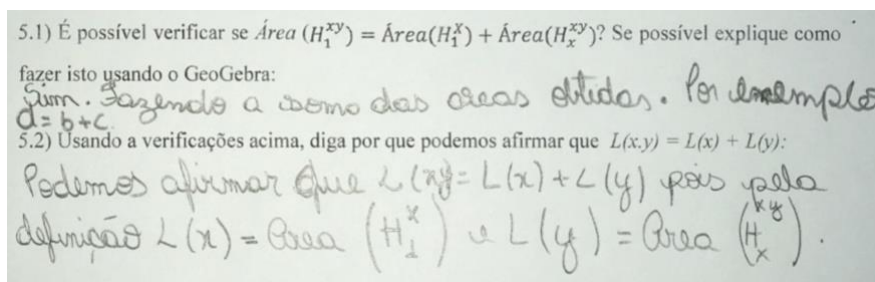 5.1) É possível verificar se Área (H₁ˣʸ) = Área(H₁ˣ) + Área(Hₓˣʸ)? Se possível explique como
fazer isto usando o GeoGebra:
Sim. Fazendo a soma das areas obtidas. Por exemplo
d = b+c.
5.2) Usando a verificações acima, diga por que podemos afirmar que L(x.y) = L(x) + L(y):
Podemos afirmar que L(xy= L(x)+L(y) pois pela
definição L(x) = Área (H₁ˣ) e L(y) = Área (Hₓˣʸ).